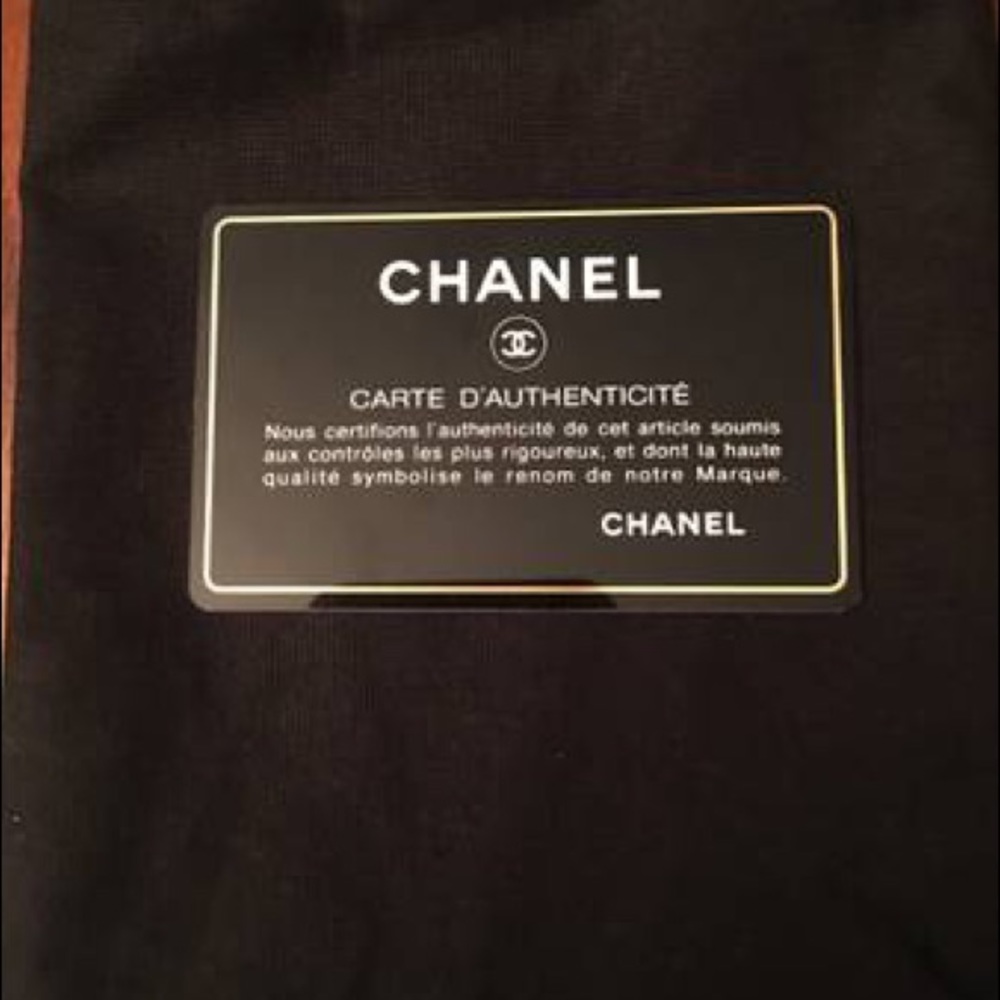 CHANEL
CARTE D'AUTHENTICITÉ
Nous certifions l'authenticité de cet article soumis
aux contrôles les plus rigoureux, et dont la haute
qualité symbolise le renom de notre Marque.
CHANEL